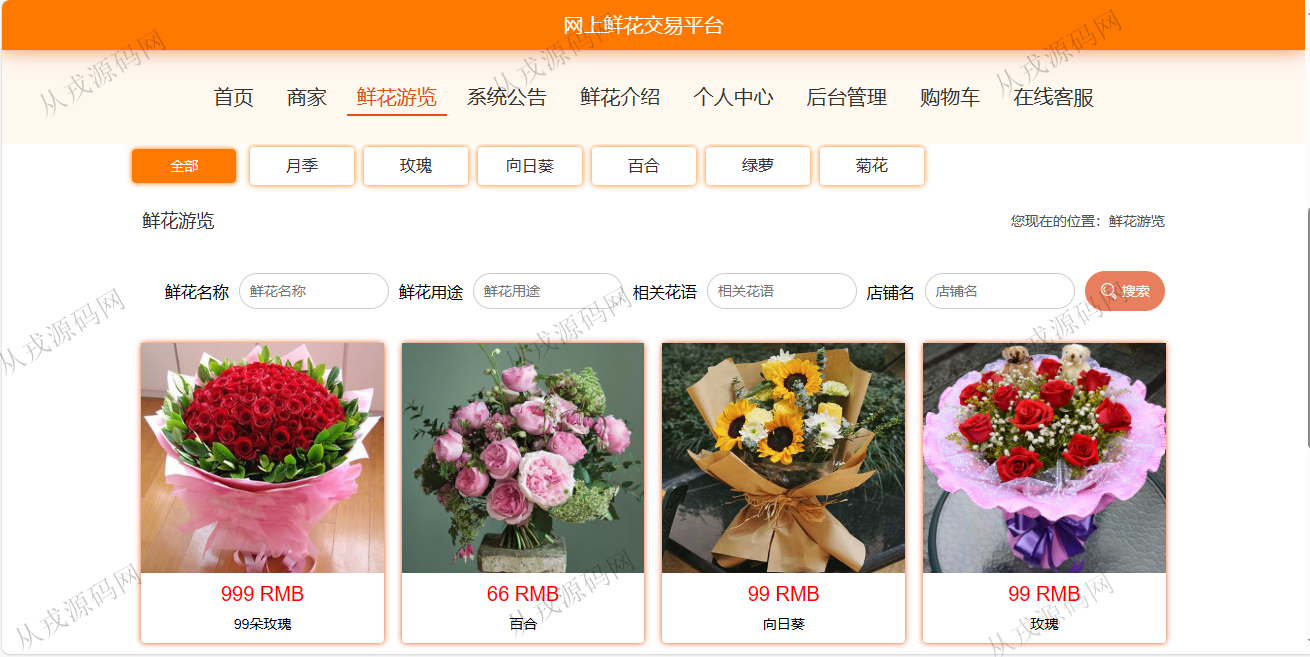 网上鲜花交易平台
首页 商家 鲜花游览 系统公告 鲜花介绍 个人中心 后台管理 购物车 在线客服
全部 月季 玫瑰 向日葵 百合 绿萝 菊花
鲜花游览 您现在的位置：鲜花游览
鲜花名称 鲜花名称 鲜花用途 鲜花用途 相关花语 相关花语 店铺名 店铺名 搜索
999 RMB 66 RMB 99 RMB 99 RMB
99朵玫瑰 百合 向日葵 玫瑰
从戎源码网
从戎源码网
从戎源码网
从戎源码网
从戎源码网
从戎源码网
从戎源码网
从戎源码网
从戎源码网